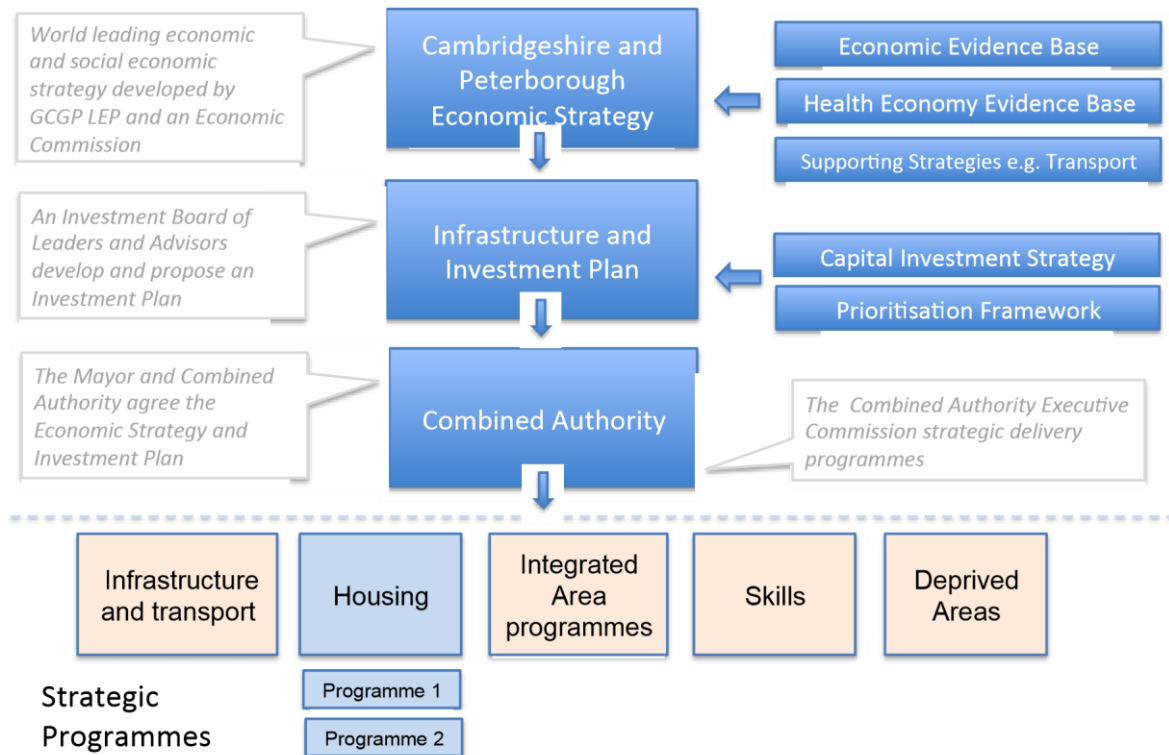 World leading economic
and social economic
strategy developed by
GCGP LEP and an Economic
Commission
Cambridgeshire and
Peterborough
Economic Strategy
Economic Evidence Base
Health Economy Evidence Base
Supporting Strategies e.g. Transport
An Investment Board of
Leaders and Advisors
develop and propose an
Investment Plan
Infrastructure and
Investment Plan
Capital Investment Strategy
Prioritisation Framework
The Mayor and Combined
Authority agree the
Economic Strategy and
Investment Plan
Combined Authority
The Combined Authority Executive
Commission strategic delivery
programmes
Infrastructure
and transport
Housing
Integrated
Area
programmes
Skills
Deprived
Areas
Strategic
Programmes
Programme 1
Programme 2